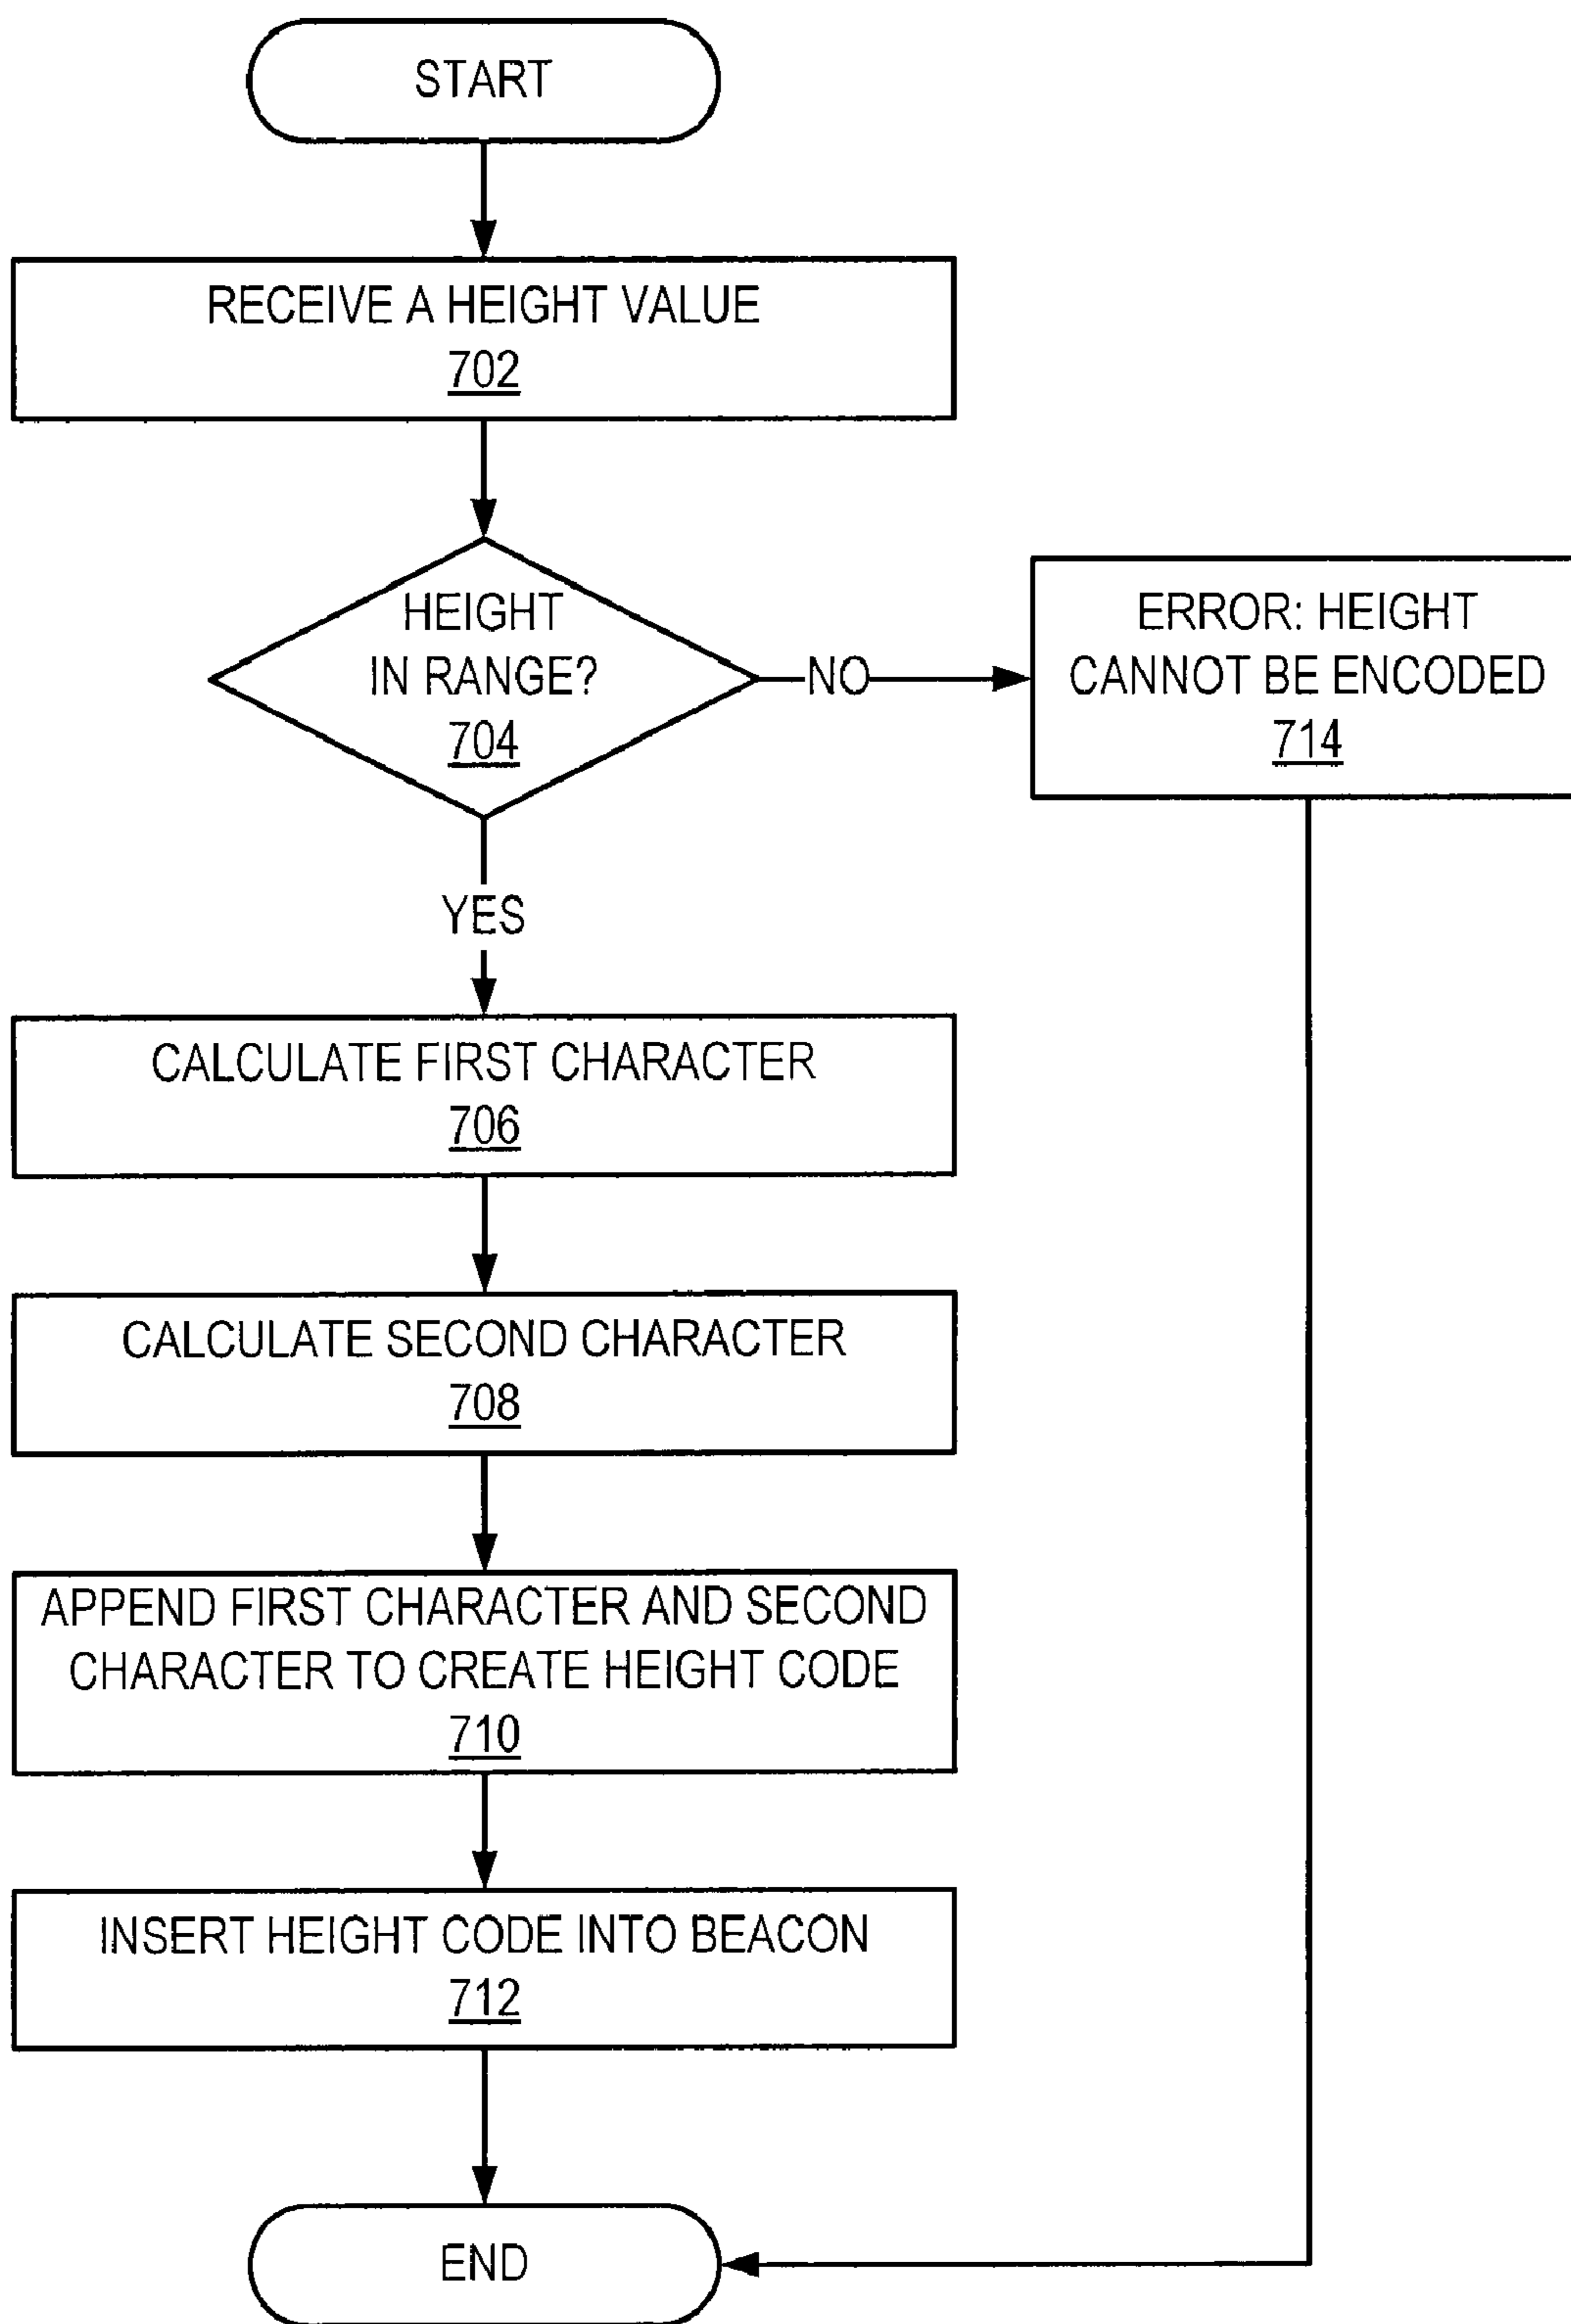 START
RECEIVE A HEIGHT VALUE
702
HEIGHT
IN RANGE?
704
NO
ERROR: HEIGHT
CANNOT BE ENCODED
714
YES
CALCULATE FIRST CHARACTER
706
CALCULATE SECOND CHARACTER
708
APPEND FIRST CHARACTER AND SECOND
CHARACTER TO CREATE HEIGHT CODE
710
INSERT HEIGHT CODE INTO BEACON
712
END